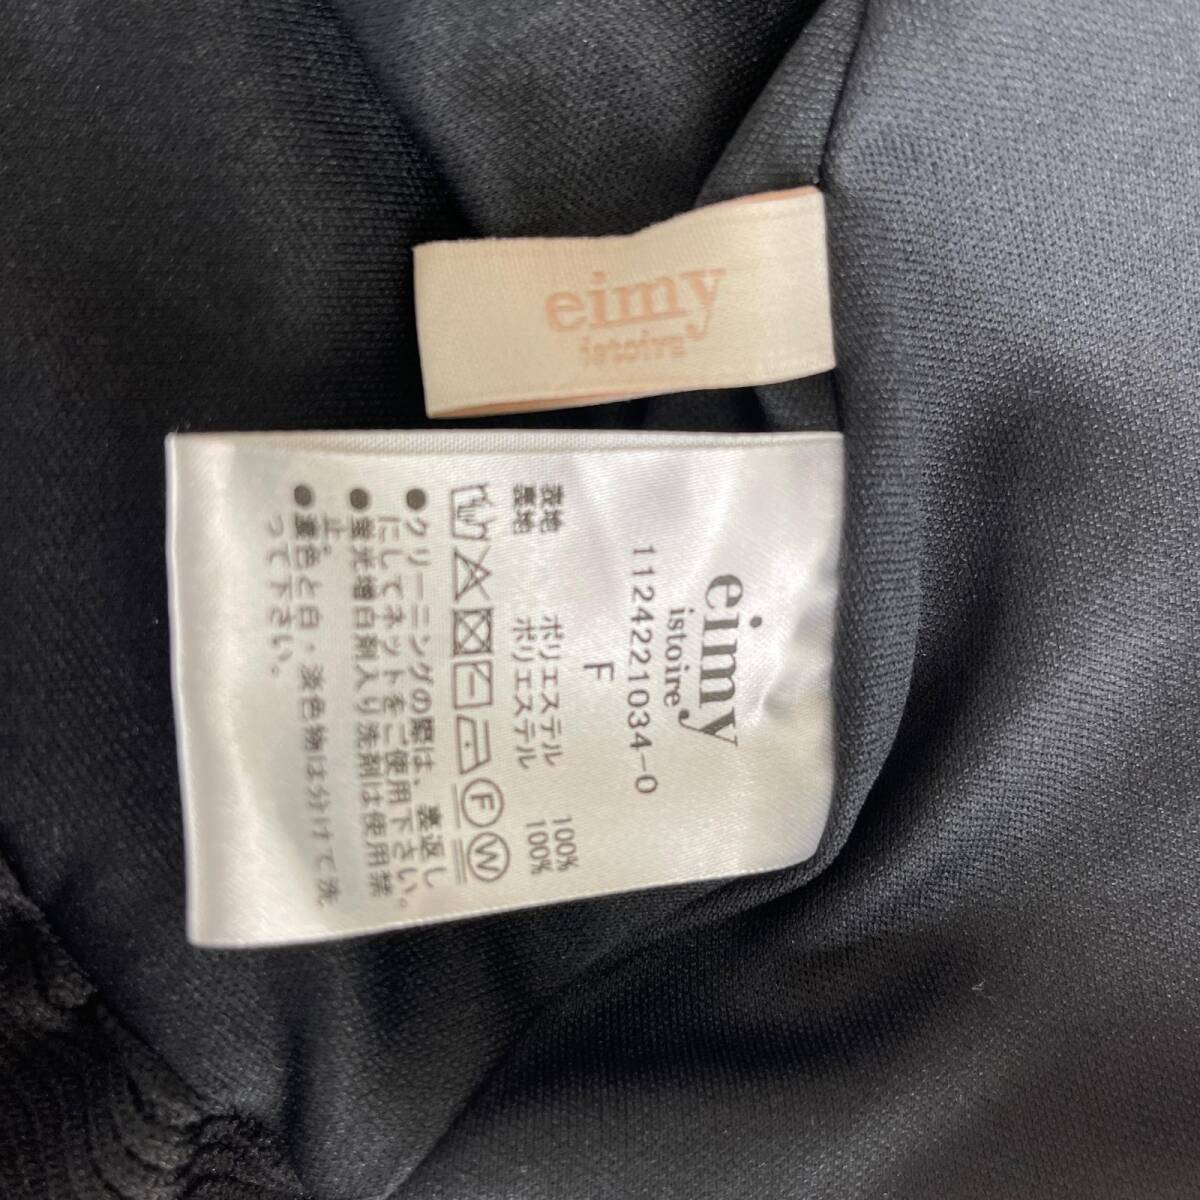 eimy
istoire
eimy
istoire
1124221034-0
F
表地 ポリエステル 100%
裏地 ポリエステル 100%
F
W
●クリーニングの際は、裏返し
にしてネットをご使用下さい。
●蛍光増白剤入り洗剤は使用禁
止。
●濃色と白・淡色物は分けて洗
って下さい。